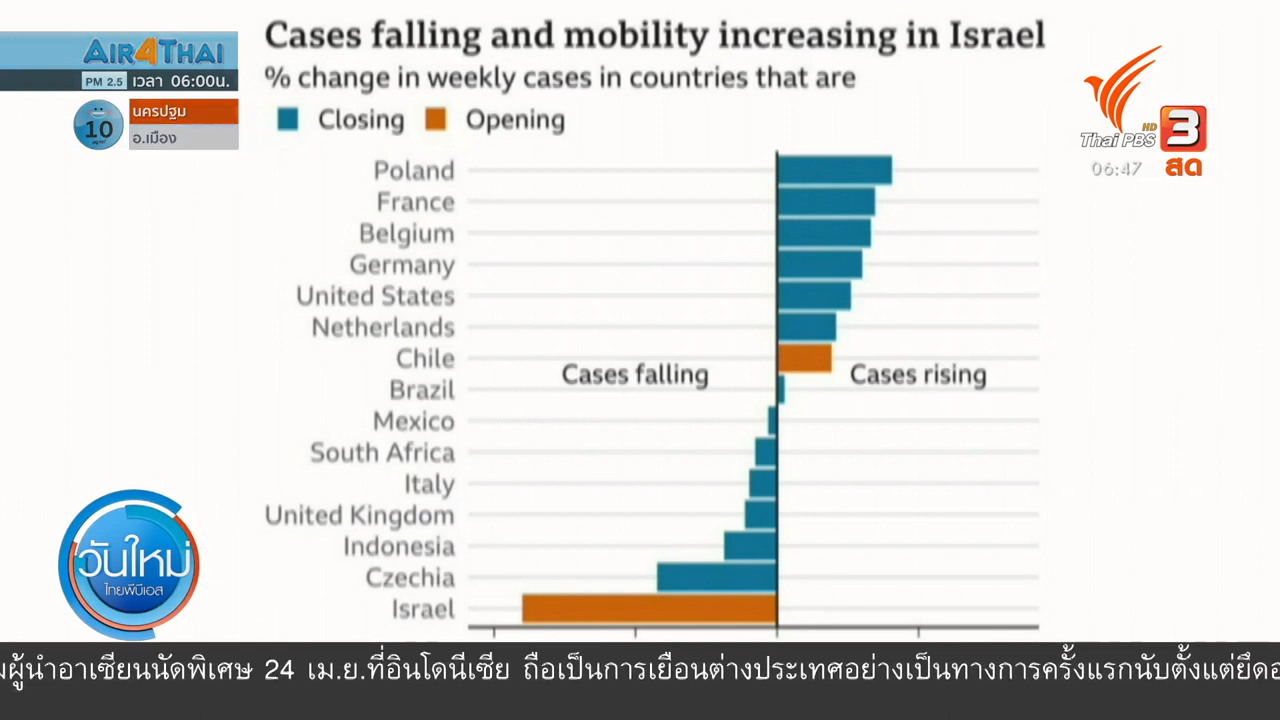 Cases falling and mobility increasing in Israel
% change in weekly cases in countries that are
Closing
Opening
Poland
France
Belgium
Germany
United States
Netherlands
Chile
Brazil
Mexico
South Africa
Italy
United Kingdom
Indonesia
Czechia
Israel
Cases falling
Cases rising
AIR4THAI
PM 2.5 เวลา 06:00น.
10
นครปฐม
อ.เมือง
Thai PBS HD 3
06:47 สด
วันใหม่
ไทยพีบีเอส
ผู้นำอาเซียนนัดพิเศษ 24 เม.ย.ที่อินโดนีเซีย ถือเป็นการเยือนต่างประเทศอย่างเป็นทางการครั้งแรกนับตั้งแต่ยึด